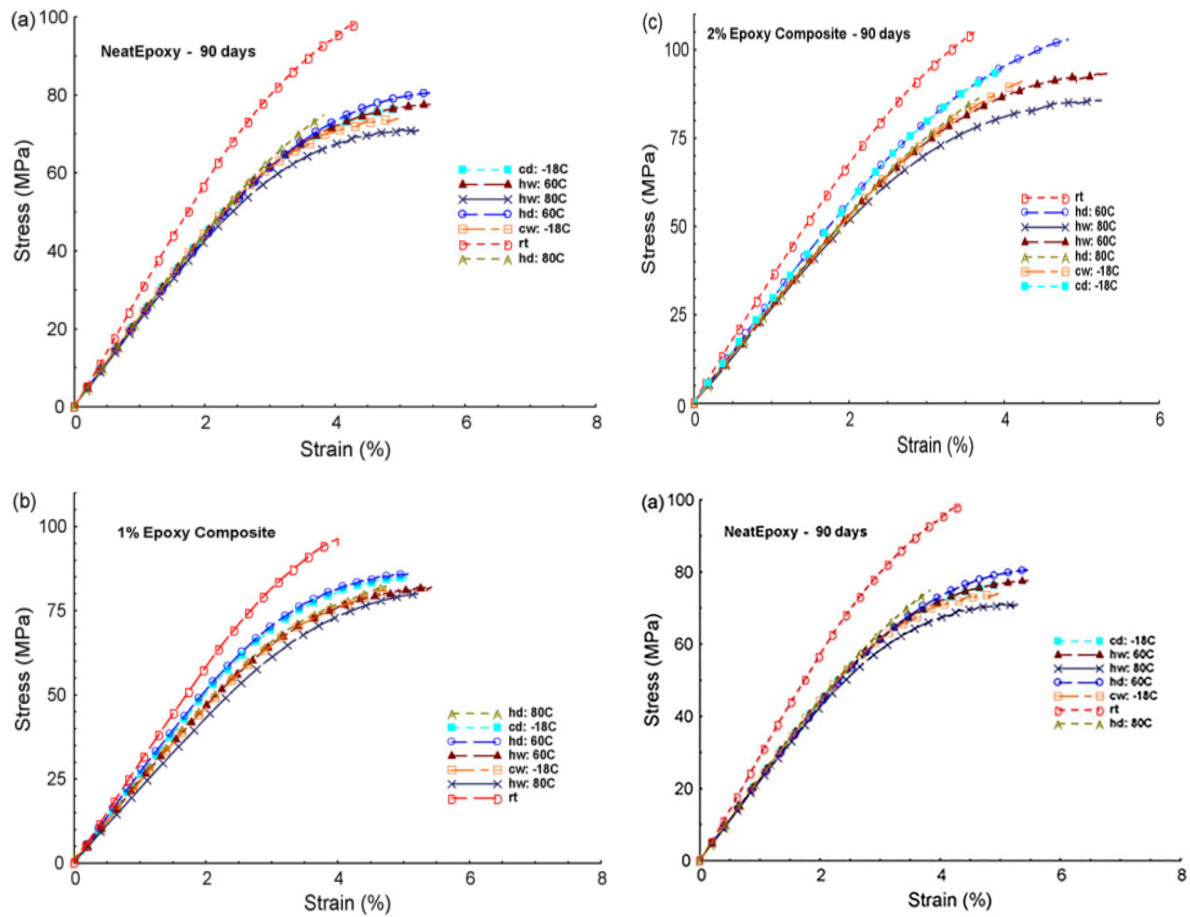 (a)
NeatEpoxy - 90 days
Stress (MPa)
100
80
60
40
20
0
0 2 4 6 8
Strain (%)
cd: -18C
hw: 60C
hw: 80C
hd: 60C
cw: -18C
rt
hd: 80C
(c)
2% Epoxy Composite - 90 days
Stress (MPa)
100
75
50
25
0
0 2 4 6
Strain (%)
rt
hd: 60C
hw: 80C
hw: 60C
hd: 80C
cw: -18C
cd: -18C
(b)
1% Epoxy Composite
Stress (MPa)
100
75
50
25
0
0 2 4 6 8
Strain (%)
hd: 80C
cd: -18C
hd: 60C
hw: 60C
cw: -18C
hw: 80C
rt
(a)
NeatEpoxy - 90 days
Stress (MPa)
100
80
60
40
20
0
0 2 4 6 8
Strain (%)
cd: -18C
hw: 60C
hw: 80C
hd: 60C
cw: -18C
rt
hd: 80C